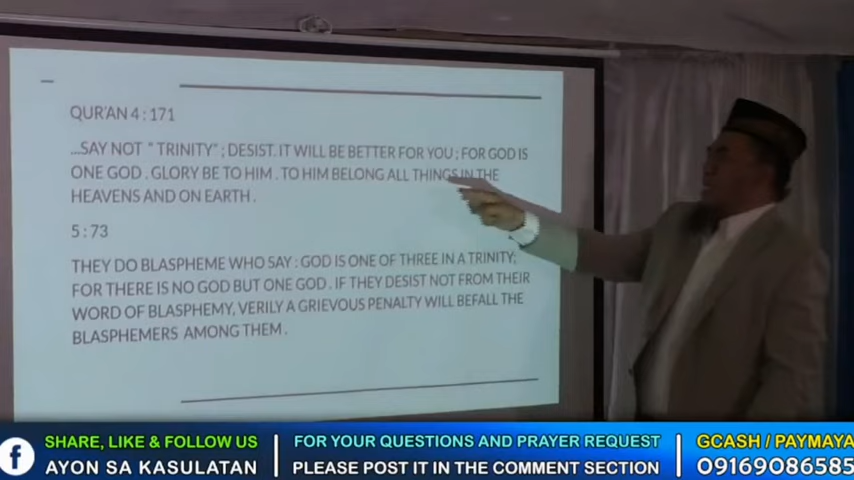 QUR'AN 4 : 171
...SAY NOT " TRINITY" ; DESIST. IT WILL BE BETTER FOR YOU ; FOR GOD IS
ONE GOD . GLORY BE TO HIM . TO HIM BELONG ALL THINGS IN THE
HEAVENS AND ON EARTH .
5 : 73
THEY DO BLASPHEME WHO SAY : GOD IS ONE OF THREE IN A TRINITY;
FOR THERE IS NO GOD BUT ONE GOD . IF THEY DESIST NOT FROM THEIR
WORD OF BLASPHEMY, VERILY A GRIEVOUS PENALTY WILL BEFALL THE
BLASPHEMERS AMONG THEM .
f
SHARE, LIKE & FOLLOW US
AYON SA KASULATAN
FOR YOUR QUESTIONS AND PRAYER REQUEST
PLEASE POST IT IN THE COMMENT SECTION
GCASH / PAYMAYA
09169086585